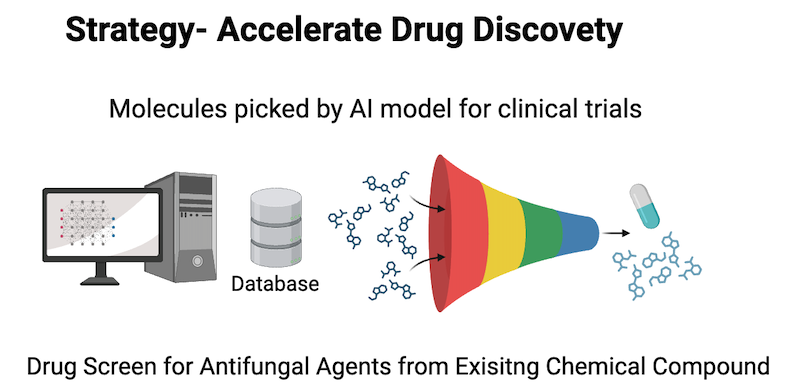 Strategy- Accelerate Drug Discovety
Molecules picked by AI model for clinical trials
Database
Drug Screen for Antifungal Agents from Exisitng Chemical Compound